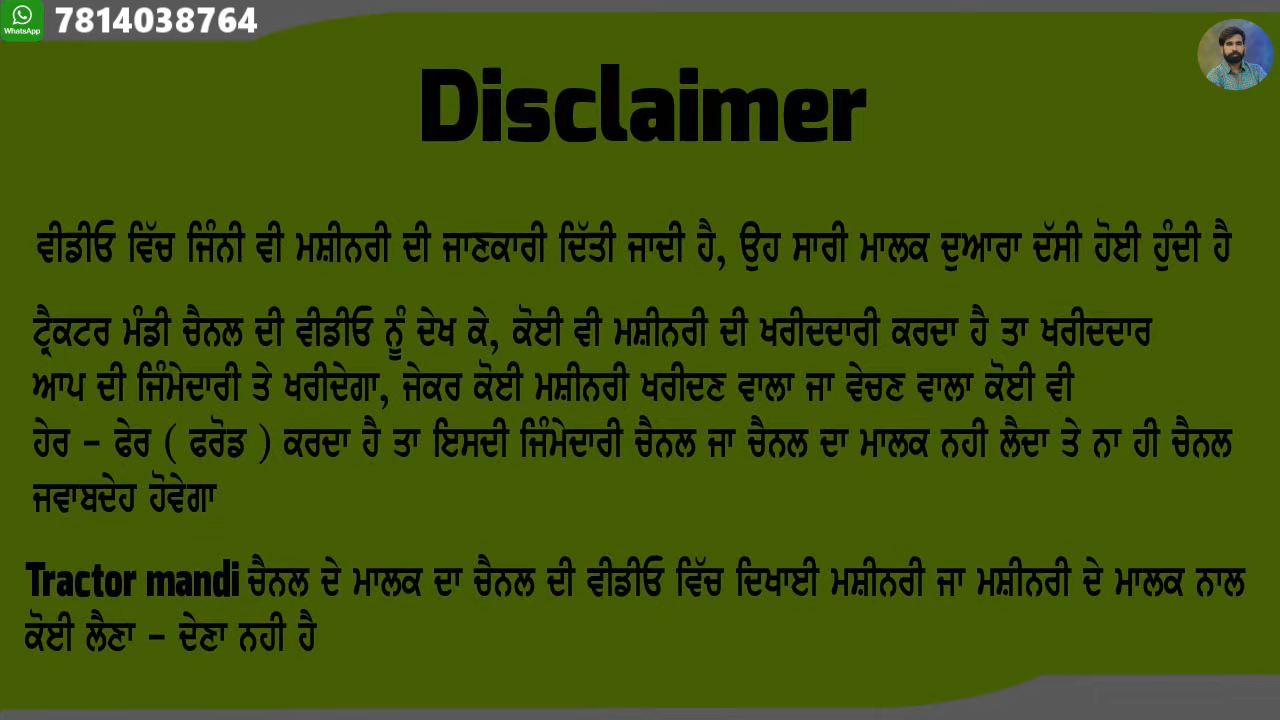 WhatsApp 7814038764
Disclaimer
ਵੀਡੀਓ ਵਿੱਚ ਜਿੰਨੀ ਵੀ ਮਸ਼ੀਨਰੀ ਦੀ ਜਾਣਕਾਰੀ ਦਿੱਤੀ ਜਾਦੀ ਹੈ, ਉਹ ਸਾਰੀ ਮਾਲਕ ਦੁਆਰਾ ਦੱਸੀ ਹੋਈ ਹੁੰਦੀ ਹੈ
ਟ੍ਰੈਕਟਰ ਮੰਡੀ ਚੈਨਲ ਦੀ ਵੀਡੀਓ ਨੂੰ ਦੇਖ ਕੇ, ਕੋਈ ਵੀ ਮਸ਼ੀਨਰੀ ਦੀ ਖਰੀਦਦਾਰੀ ਕਰਦਾ ਹੈ ਤਾ ਖਰੀਦਦਾਰ
ਆਪ ਦੀ ਜਿੰਮੇਦਾਰੀ ਤੇ ਖਰੀਦੇਗਾ, ਜੇਕਰ ਕੋਈ ਮਸ਼ੀਨਰੀ ਖਰੀਦਣ ਵਾਲਾ ਜਾ ਵੇਚਣ ਵਾਲਾ ਕੋਈ ਵੀ
ਹੇਰ - ਫੇਰ ( ਫਰੋਡ ) ਕਰਦਾ ਹੈ ਤਾ ਇਸਦੀ ਜਿੰਮੇਦਾਰੀ ਚੈਨਲ ਜਾ ਚੈਨਲ ਦਾ ਮਾਲਕ ਨਹੀ ਲੈਦਾ ਤੇ ਨਾ ਹੀ ਚੈਨਲ
ਜਵਾਬਦੇਹ ਹੋਵੇਗਾ
Tractor mandi ਚੈਨਲ ਦੇ ਮਾਲਕ ਦਾ ਚੈਨਲ ਦੀ ਵੀਡੀਓ ਵਿੱਚ ਦਿਖਾਈ ਮਸ਼ੀਨਰੀ ਜਾ ਮਸ਼ੀਨਰੀ ਦੇ ਮਾਲਕ ਨਾਲ
ਕੋਈ ਲੈਣਾ - ਦੇਣਾ ਨਹੀ ਹੈ